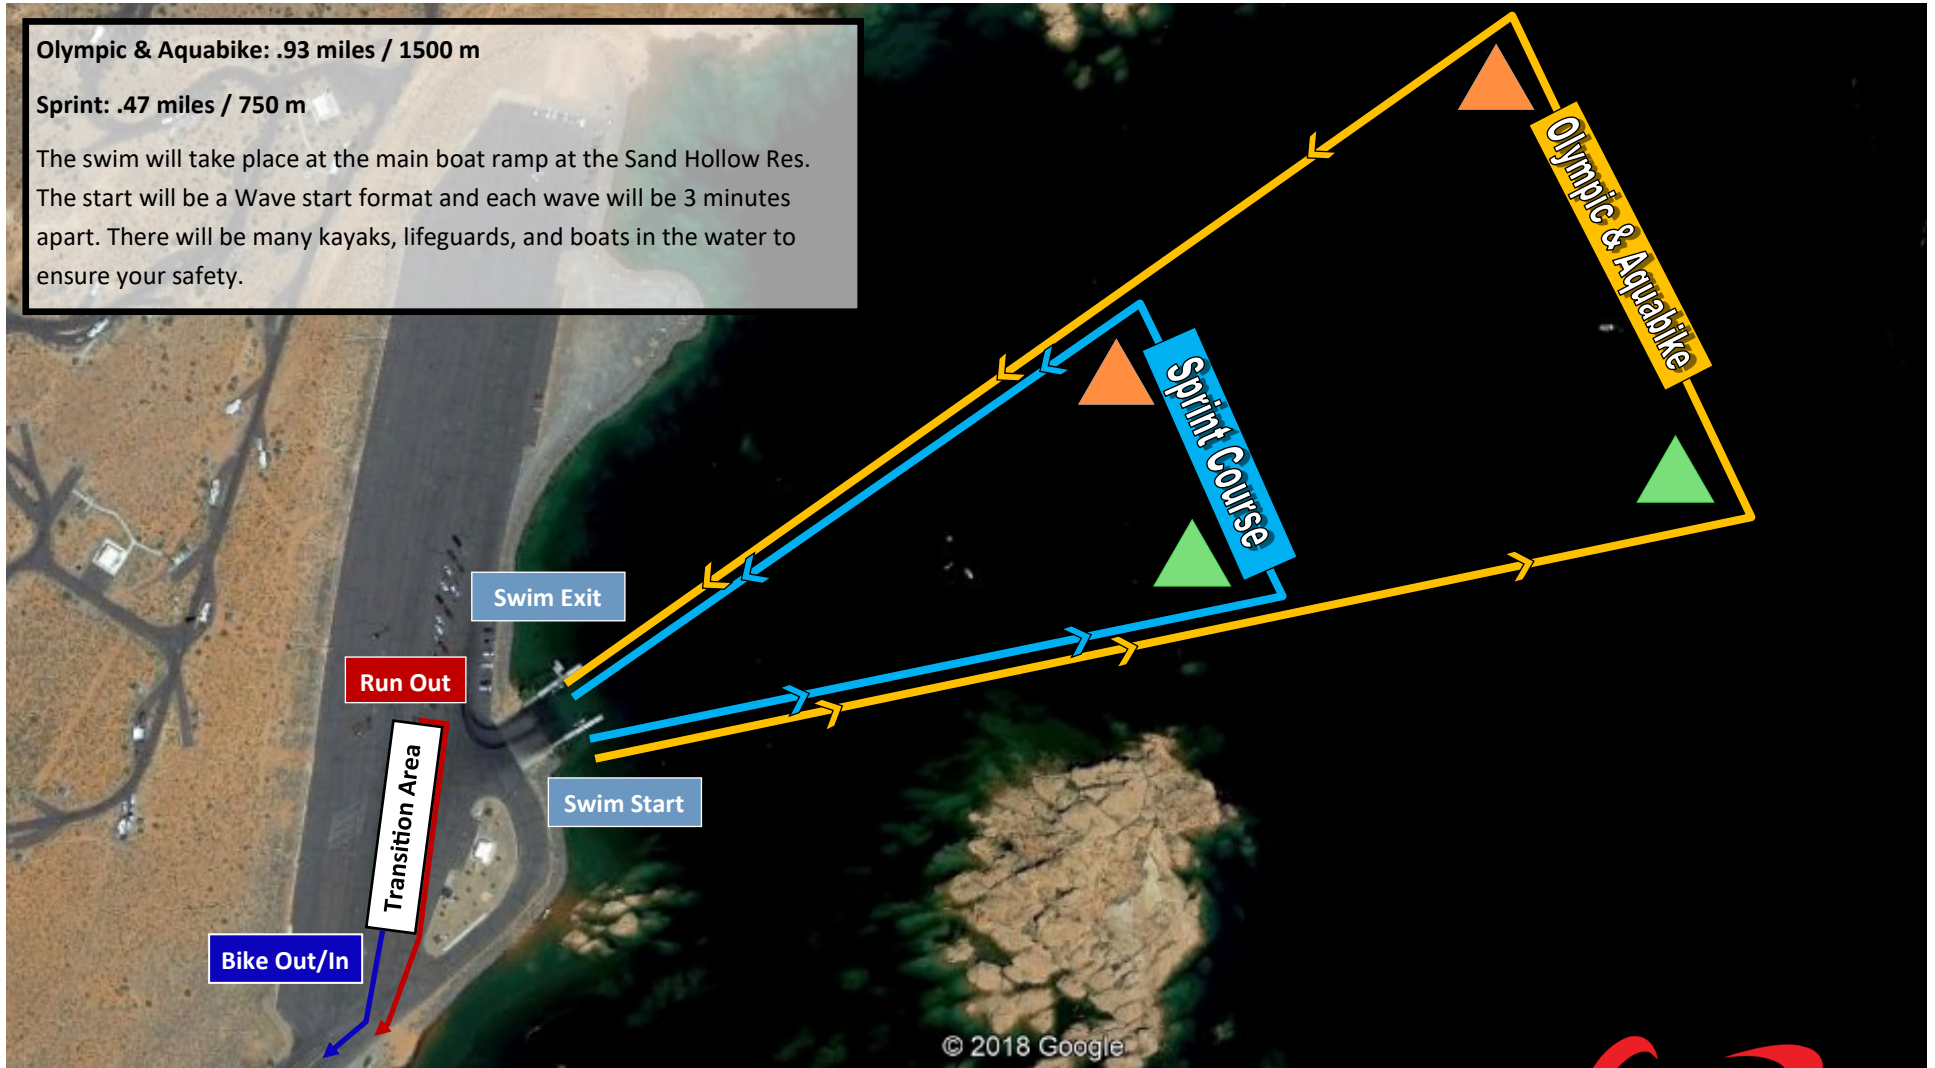 Olympic & Aquabike: .93 miles / 1500 m
Sprint: .47 miles / 750 m
The swim will take place at the main boat ramp at the Sand Hollow Res.
The start will be a Wave start format and each wave will be 3 minutes
apart. There will be many kayaks, lifeguards, and boats in the water to
ensure your safety.
Olympic & Aquabike
Sprint Course
Swim Exit
Run Out
Swim Start
Transition Area
Bike Out/In
© 2018 Google